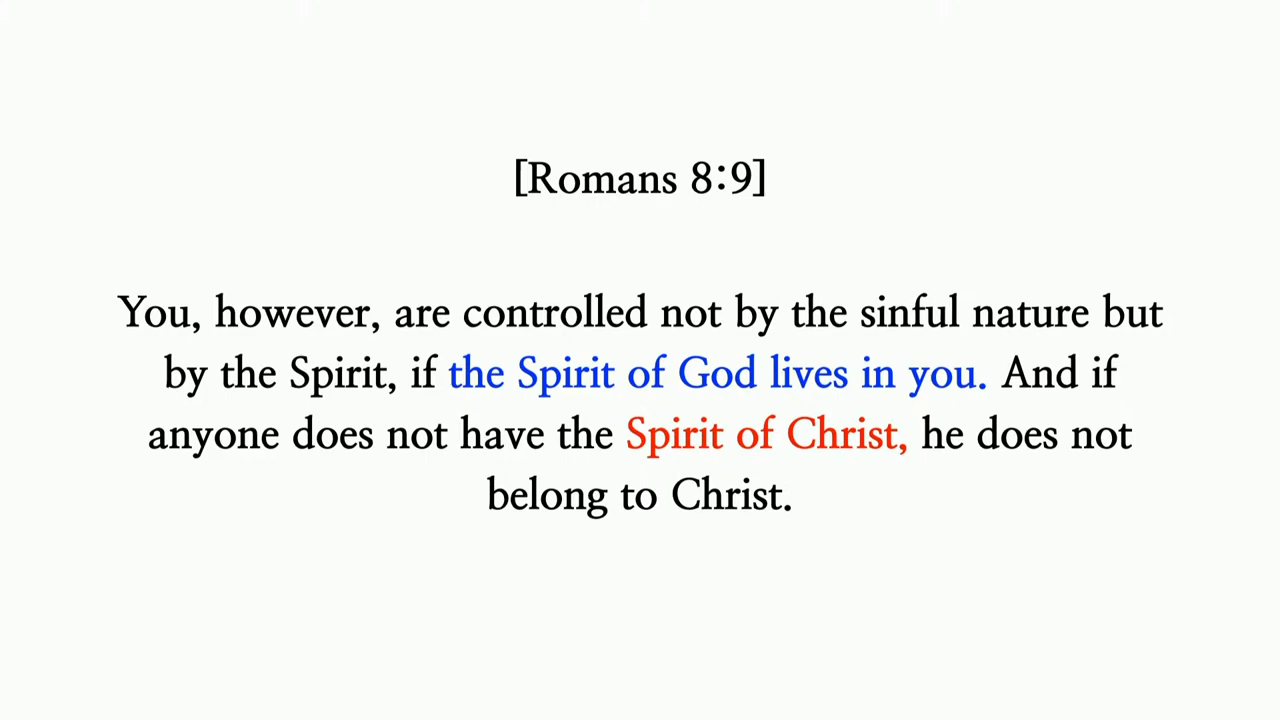 [Romans 8:9]
You, however, are controlled not by the sinful nature but
by the Spirit, if the Spirit of God lives in you. And if
anyone does not have the Spirit of Christ, he does not
belong to Christ.